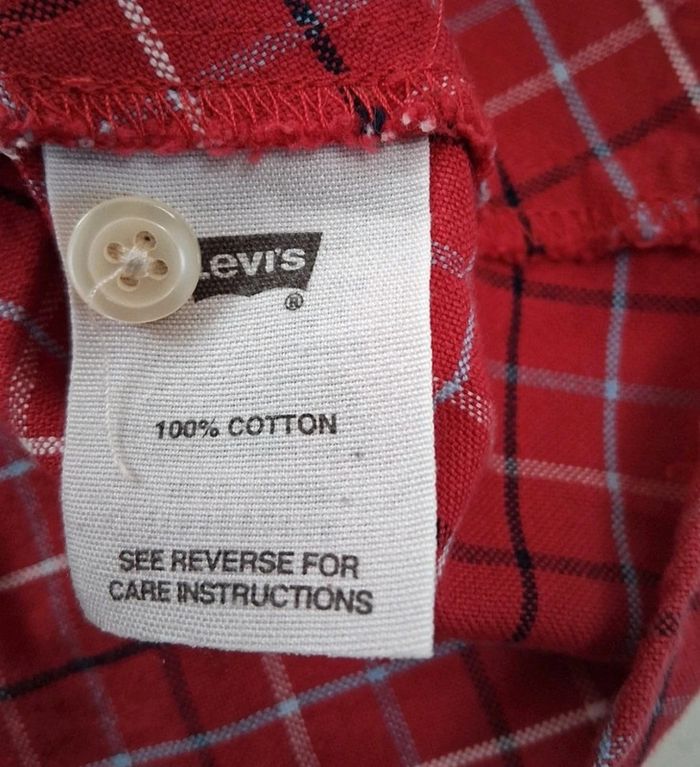 Levi's
®
100% COTTON
SEE REVERSE FOR
CARE INSTRUCTIONS